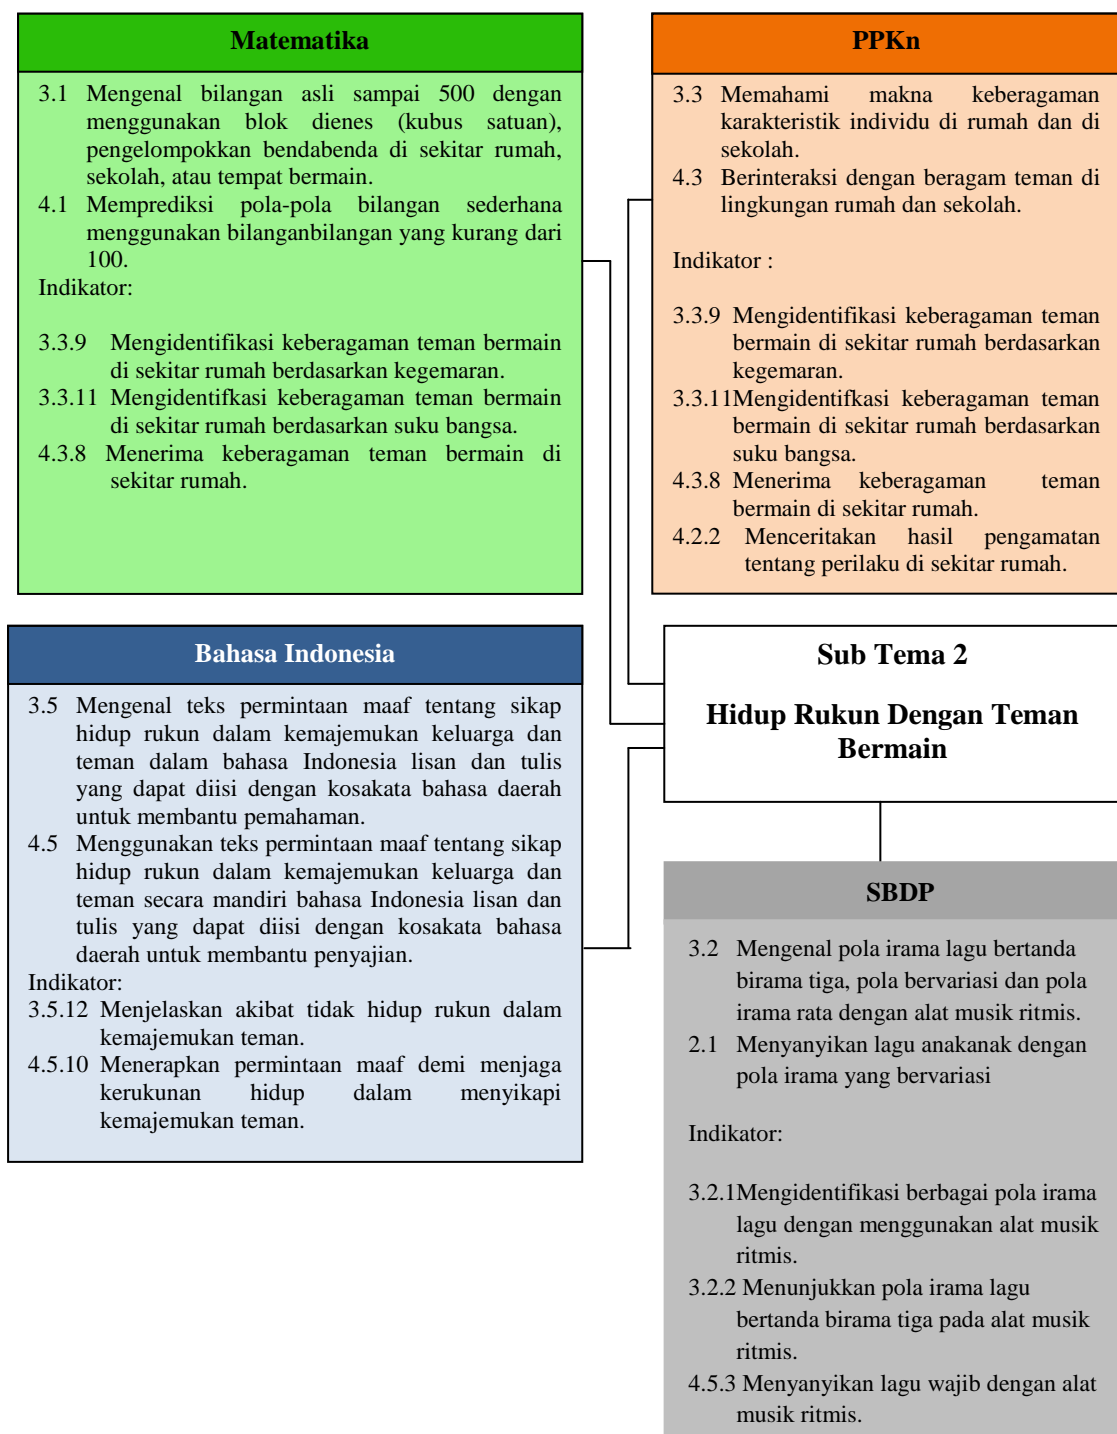 Matematika
3.1 Mengenal bilangan asli sampai 500 dengan
menggunakan blok dienes (kubus satuan),
pengelompokkan bendabenda di sekitar rumah,
sekolah, atau tempat bermain.
4.1 Memprediksi pola-pola bilangan sederhana
menggunakan bilanganbilangan yang kurang dari
100.
Indikator:
3.3.9 Mengidentifikasi keberagaman teman bermain
di sekitar rumah berdasarkan kegemaran.
3.3.11 Mengidentifkasi keberagaman teman bermain
di sekitar rumah berdasarkan suku bangsa.
4.3.8 Menerima keberagaman teman bermain di
sekitar rumah.
PPKn
3.3 Memahami makna keberagaman
karakteristik individu di rumah dan di
sekolah.
4.3 Berinteraksi dengan beragam teman di
lingkungan rumah dan sekolah.
Indikator :
3.3.9 Mengidentifikasi keberagaman teman
bermain di sekitar rumah berdasarkan
kegemaran.
3.3.11Mengidentifkasi keberagaman teman
bermain di sekitar rumah berdasarkan
suku bangsa.
4.3.8 Menerima keberagaman teman
bermain di sekitar rumah.
4.2.2 Menceritakan hasil pengamatan
tentang perilaku di sekitar rumah.
Bahasa Indonesia
3.5 Mengenal teks permintaan maaf tentang sikap
hidup rukun dalam kemajemukan keluarga dan
teman dalam bahasa Indonesia lisan dan tulis
yang dapat diisi dengan kosakata bahasa daerah
untuk membantu pemahaman.
4.5 Menggunakan teks permintaan maaf tentang sikap
hidup rukun dalam kemajemukan keluarga dan
teman secara mandiri bahasa Indonesia lisan dan
tulis yang dapat diisi dengan kosakata bahasa
daerah untuk membantu penyajian.
Indikator:
3.5.12 Menjelaskan akibat tidak hidup rukun dalam
kemajemukan teman.
4.5.10 Menerapkan permintaan maaf demi menjaga
kerukunan hidup dalam menyikapi
kemajemukan teman.
Sub Tema 2
Hidup Rukun Dengan Teman
Bermain
SBDP
3.2 Mengenal pola irama lagu bertanda
birama tiga, pola bervariasi dan pola
irama rata dengan alat musik ritmis.
2.1 Menyanyikan lagu anakanak dengan
pola irama yang bervariasi
Indikator:
3.2.1Mengidentifikasi berbagai pola irama
lagu dengan menggunakan alat musik
ritmis.
3.2.2 Menunjukkan pola irama lagu
bertanda birama tiga pada alat musik
ritmis.
4.5.3 Menyanyikan lagu wajib dengan alat
musik ritmis.